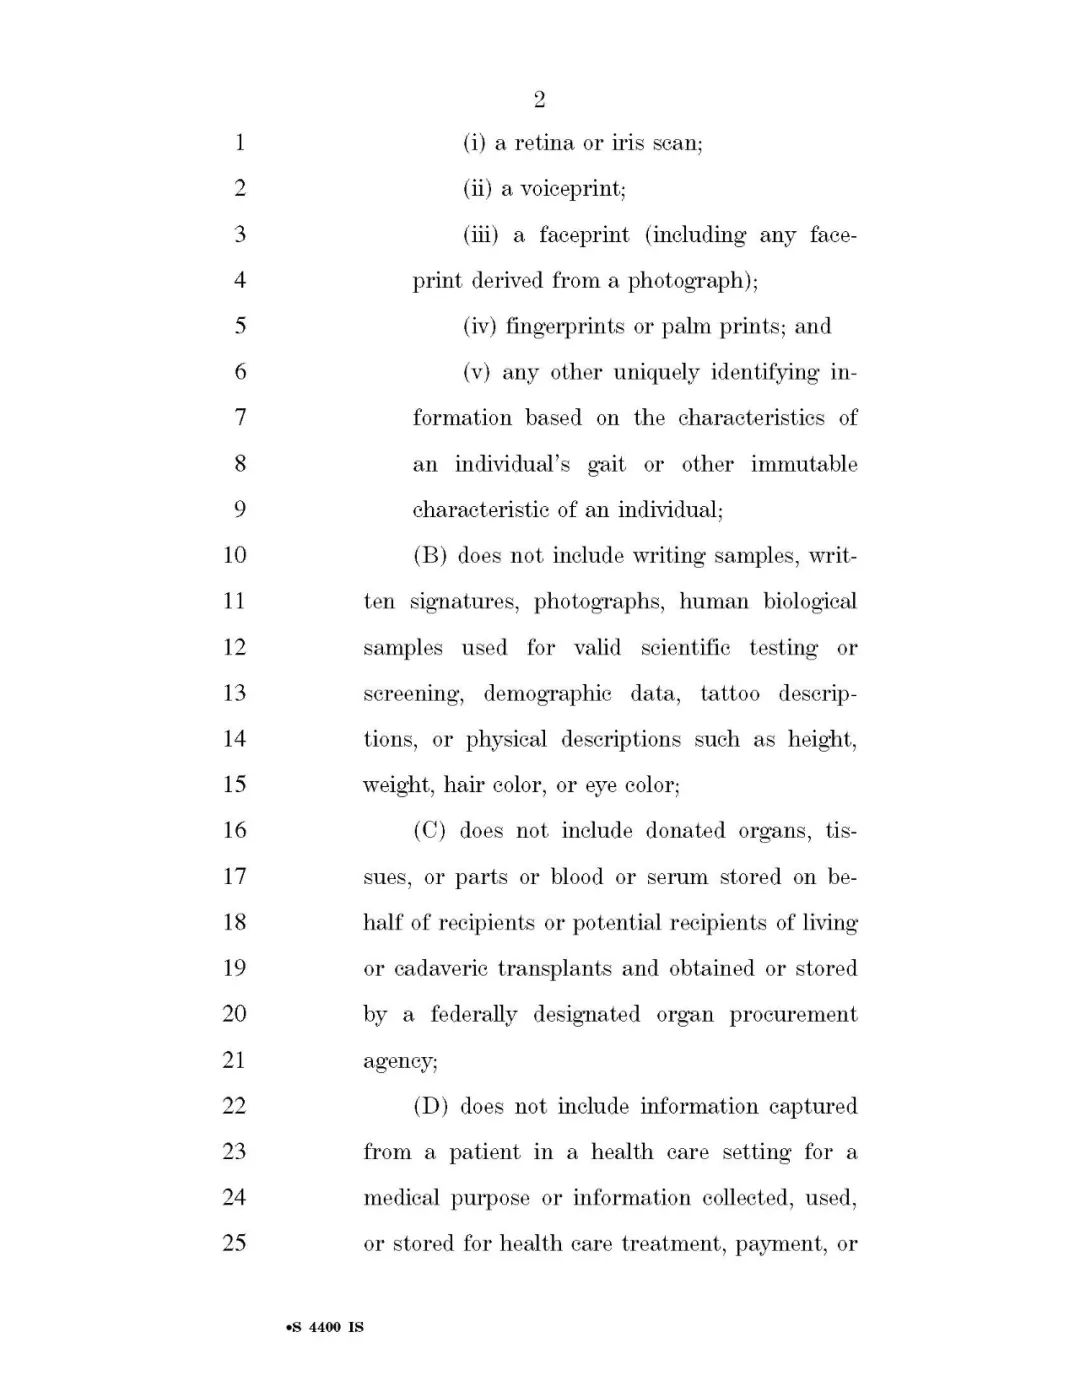 2
1 (i) a retina or iris scan;
2 (ii) a voiceprint;
3 (iii) a faceprint (including any face-
4 print derived from a photograph);
5 (iv) fingerprints or palm prints; and
6 (v) any other uniquely identifying in-
7 formation based on the characteristics of
8 an individual's gait or other immutable
9 characteristic of an individual;
10 (B) does not include writing samples, writ-
11 ten signatures, photographs, human biological
12 samples used for valid scientific testing or
13 screening, demographic data, tattoo descrip-
14 tions, or physical descriptions such as height,
15 weight, hair color, or eye color;
16 (C) does not include donated organs, tis-
17 sues, or parts or blood or serum stored on be-
18 half of recipients or potential recipients of living
19 or cadaveric transplants and obtained or stored
20 by a federally designated organ procurement
21 agency;
22 (D) does not include information captured
23 from a patient in a health care setting for a
24 medical purpose or information collected, used,
25 or stored for health care treatment, payment, or
•S 4400 IS